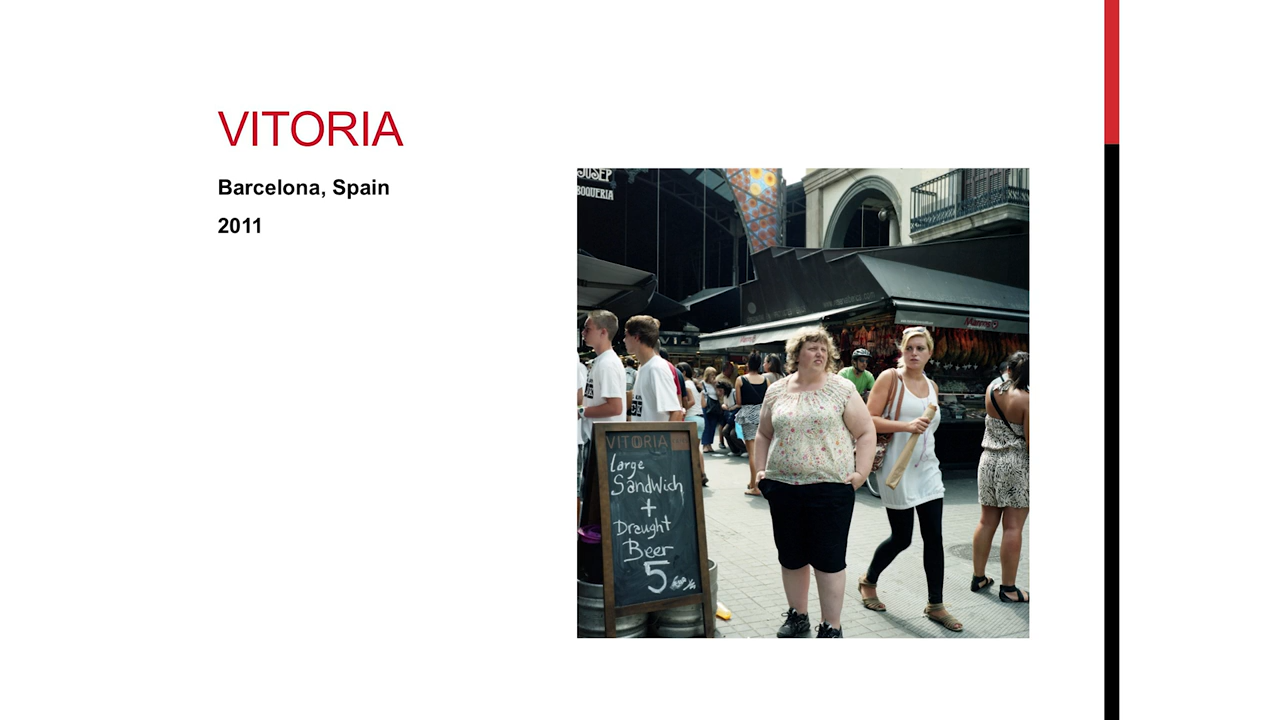 VITORIA
Barcelona, Spain
2011
JOSEP
BOQUERIA
VITORIA
Large
Sandwich
+
Draught
Beer
5